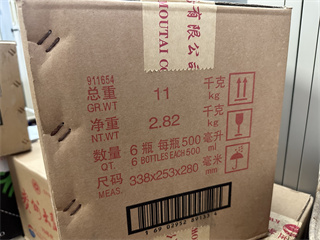 有限公司
MOUTAI CO
911654
总重 11 千克
GR.WT kg
净重 2.82 千克
NT.WT kg
数量 6 瓶 每瓶 500 毫升
QT 6 BOTTLES EACH 500 ml
尺码 338x253x280 毫米
MEAS. mm